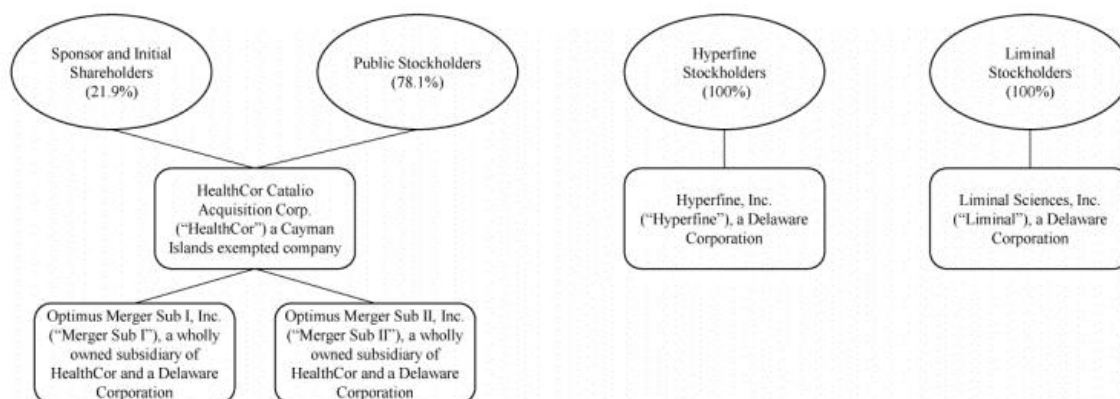 Sponsor and Initial
Shareholders
(21.9%)
Public Stockholders
(78.1%)
Hyperfine
Stockholders
(100%)
Liminal
Stockholders
(100%)
HealthCor Catalio
Acquisition Corp.
(“HealthCor”) a Cayman
Islands exempted company
Hyperfine, Inc.
(“Hyperfine”), a Delaware
Corporation
Liminal Sciences, Inc.
(“Liminal”), a Delaware
Corporation
Optimus Merger Sub I, Inc.
(“Merger Sub I”), a wholly
owned subsidiary of
HealthCor and a Delaware
Corporation
Optimus Merger Sub II, Inc.
(“Merger Sub II”), a wholly
owned subsidiary of
HealthCor and a Delaware
Corporation